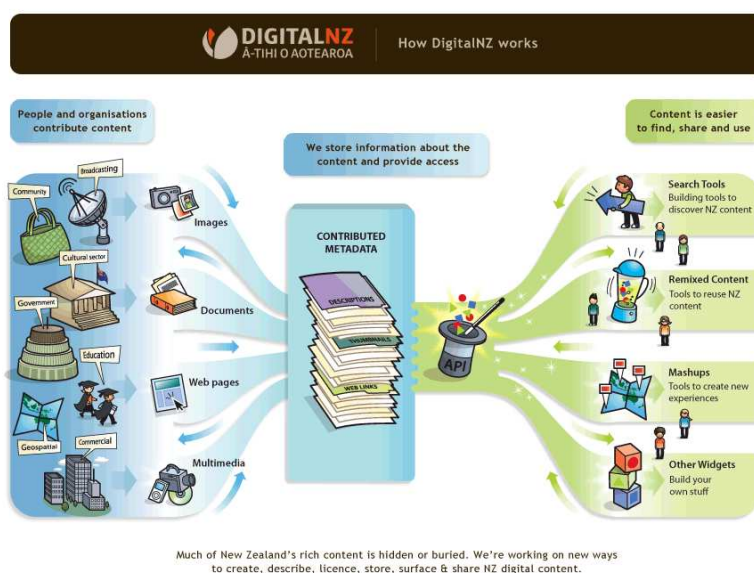 DIGITALNZ
Á-TIHI O AOTEAROA
How DigitalNZ works
People and organisations
contribute content
We store information about the
content and provide access
Content is easier
to find, share and use
Community
Broadcasting
Images
Cultural sector
Documents
Government
Education
Web pages
Geospatial
Commercial
Multimedia
CONTRIBUTED
METADATA
DESCRIPTIONS
THUMBNAILS
WEB LINKS
API
Search Tools
Building tools to
discover NZ content
Remixed Content
Tools to reuse NZ
content
Mashups
Tools to create new
experiences
Other Widgets
Build your
own stuff
Much of New Zealand's rich content is hidden or buried. We're working on new ways
to create, describe, licence, store, surface & share NZ digital content.